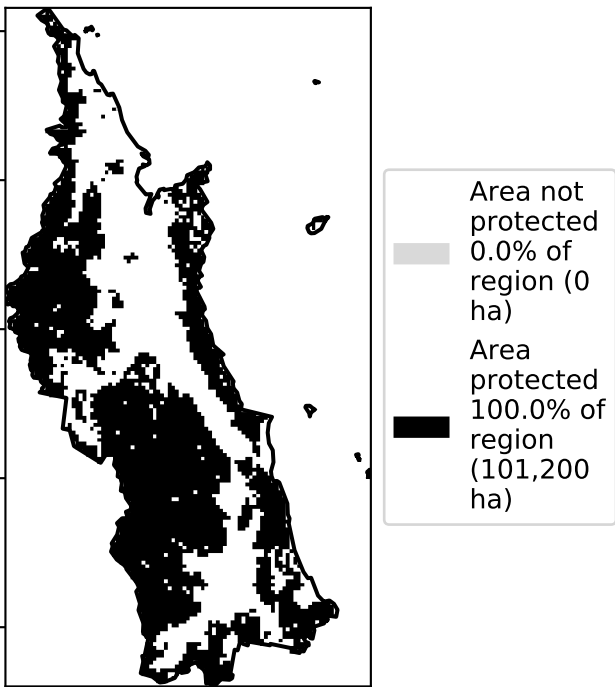 Area not
protected
0.0% of
region (0
ha)
Area
protected
100.0% of
region
(101,200
ha)